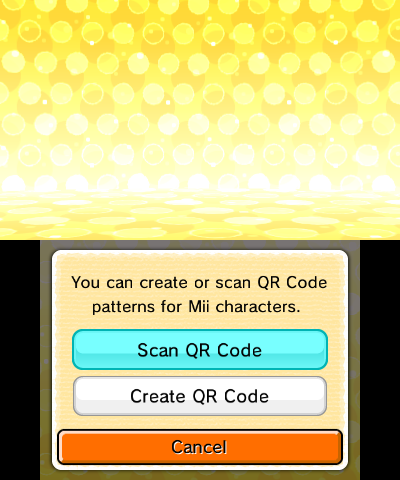 You can create or scan QR Code
patterns for Mii characters.
Scan QR Code
Create QR Code
Cancel